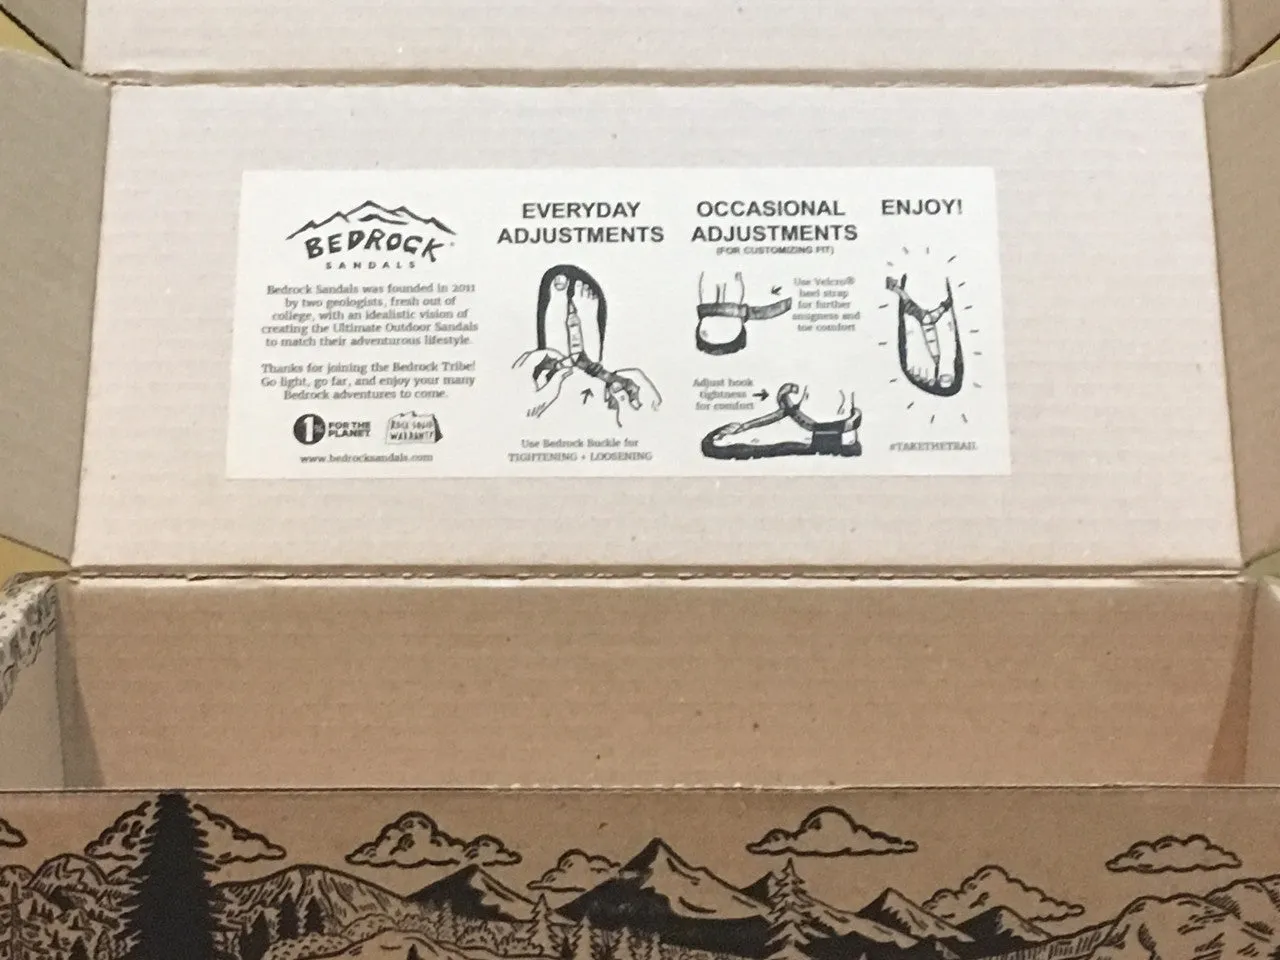 BEDROCK
SANDALS
Bedrock Sandals was founded in 2011
by two geologists, fresh out of
college, with an idealistic vision of
creating the Ultimate Outdoor Sandals
to match their adventurous lifestyle.
Thanks for joining the Bedrock Tribe!
Go light, go far, and enjoy your many
Bedrock adventures to come.
1% FOR THE
PLANET
ROCK SOLID
WARRANTY
www.bedrocksandals.com
EVERYDAY
ADJUSTMENTS
Use Bedrock Buckle for
TIGHTENING + LOOSENING
OCCASIONAL
ADJUSTMENTS
(FOR CUSTOMIZING FIT)
Use Velcro®
heel strap
for further
snugness and
toe comfort
Adjust hook
tightness
for comfort
ENJOY!
#TAKETHETRAIL